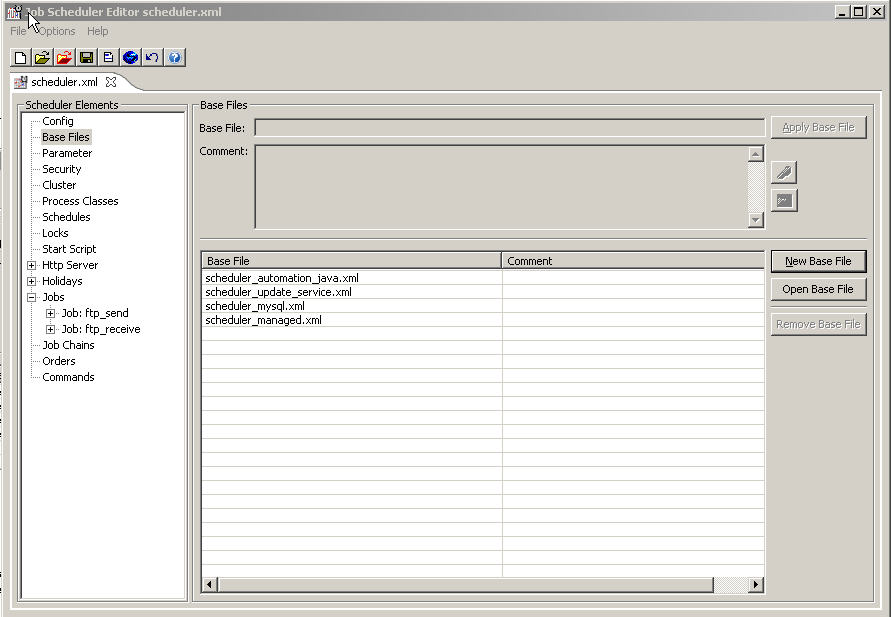 Job Scheduler Editor scheduler.xml
File Options Help
scheduler.xml
Scheduler Elements
Config
Base Files
Parameter
Security
Cluster
Process Classes
Schedules
Locks
Start Script
Http Server
Holidays
Jobs
Job: ftp_send
Job: ftp_receive
Job Chains
Orders
Commands
Base Files
Base File:
Apply Base File
Comment:
Base File Comment
scheduler_automation_java.xml
scheduler_update_service.xml
scheduler_mysql.xml
scheduler_managed.xml
New Base File
Open Base File
Remove Base File